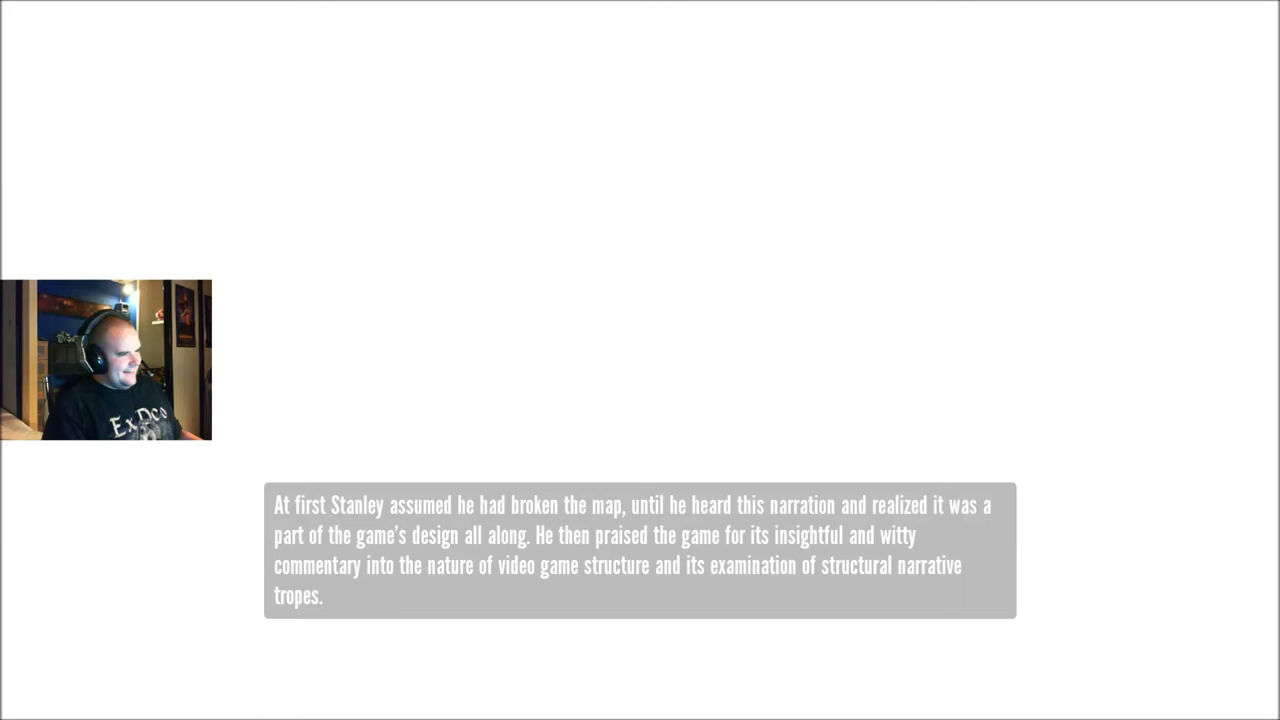 Ex Deo
At first Stanley assumed he had broken the map, until he heard this narration and realized it was a
part of the game's design all along. He then praised the game for its insightful and witty
commentary into the nature of video game structure and its examination of structural narrative
tropes.